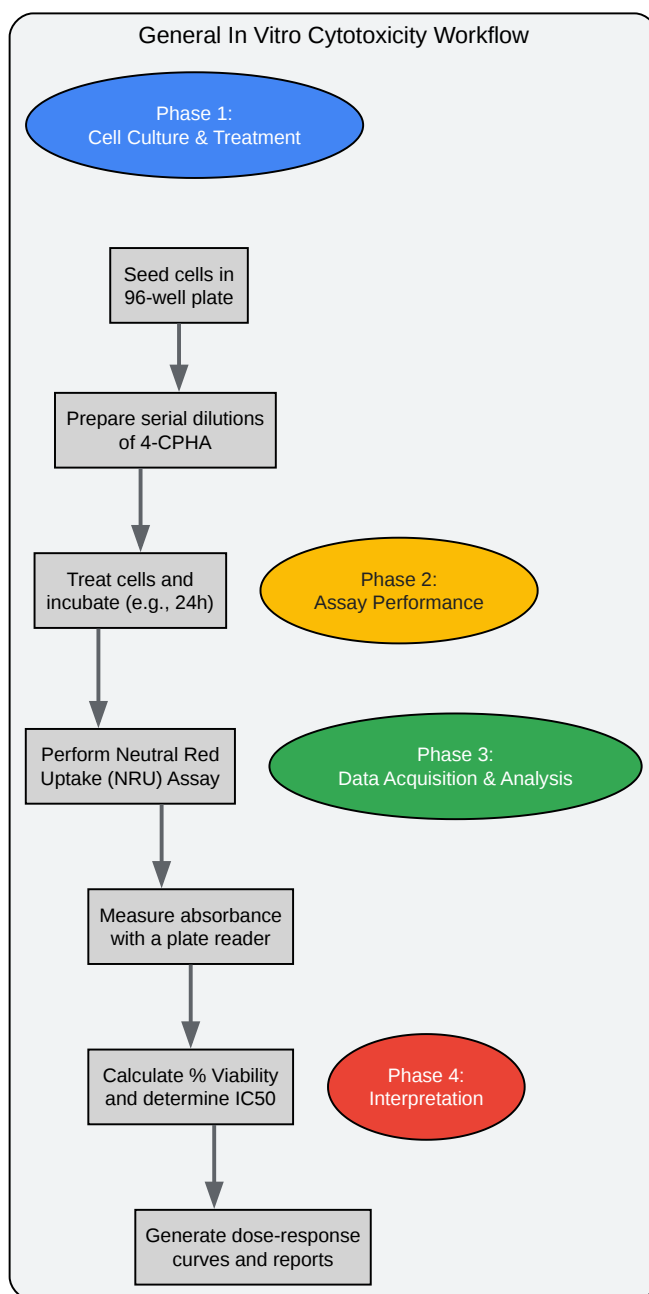 General In Vitro Cytotoxicity Workflow
Phase 1:
Cell Culture & Treatment
Seed cells in
96-well plate
Prepare serial dilutions
of 4-CPHA
Treat cells and
incubate (e.g., 24h)
Phase 2:
Assay Performance
Perform Neutral Red
Uptake (NRU) Assay
Phase 3:
Data Acquisition & Analysis
Measure absorbance
with a plate reader
Calculate % Viability
and determine IC50
Phase 4:
Interpretation
Generate dose-response
curves and reports